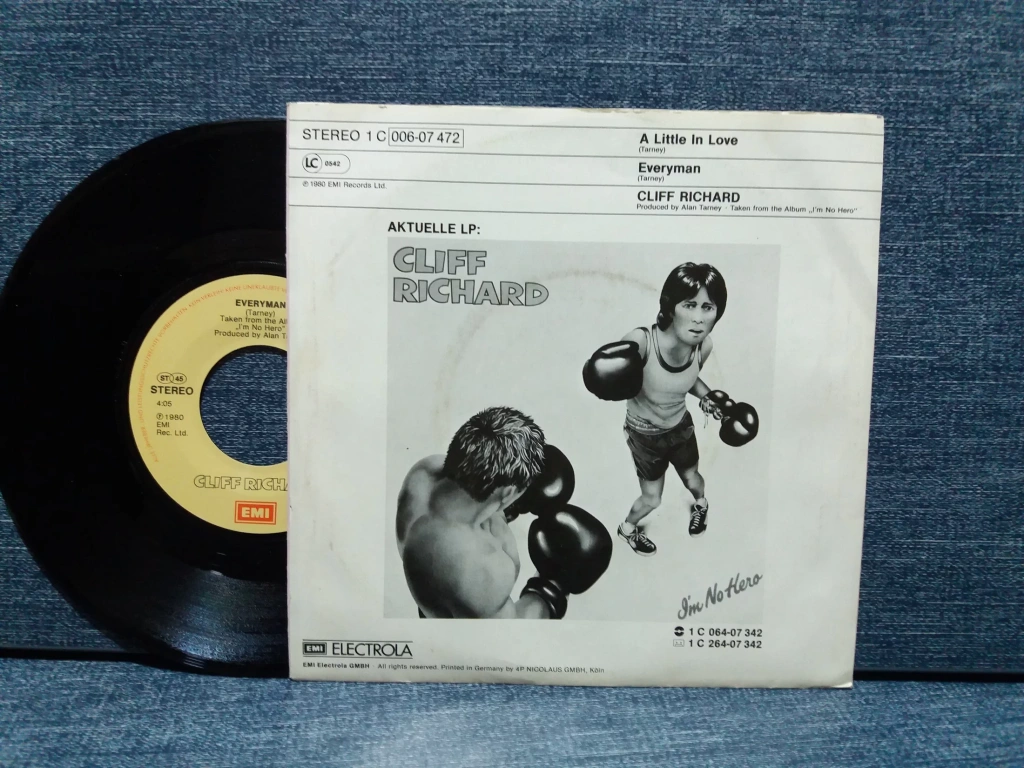 STEREO 1 C 006-07 472
LC 0542
℗ 1980 EMI Records Ltd.
A Little In Love
(Tarney)
Everyman
(Tarney)
CLIFF RICHARD
Produced by Alan Tarney · Taken from the Album „I'm No Hero"
AKTUELLE LP:
CLIFF
RICHARD
I'm No Hero
1 C 064-07 342
1 C 264-07 342
EMI ELECTROLA
EMI Electrola GMBH All rights reserved. Printed in Germany by 4P NICOLAUS GMBH, Köln
EVERYMAN
(Tarney)
Taken from the Al
„I'm No Hero"
Produced by Alan T
ST 45
STEREO
4:05
℗ 1980
EMI
Rec. Ltd.
CLIFF RICHA
EMI